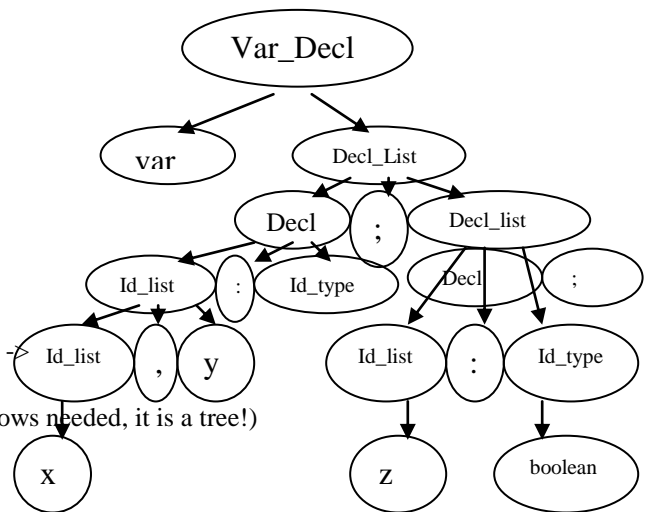 Var_Decl
var Decl_List
Decl ; Decl_list
Id_list : Id_type Decl ;
-> Id_list , y Id_list : Id_type
ows needed, it is a tree!)
x z boolean